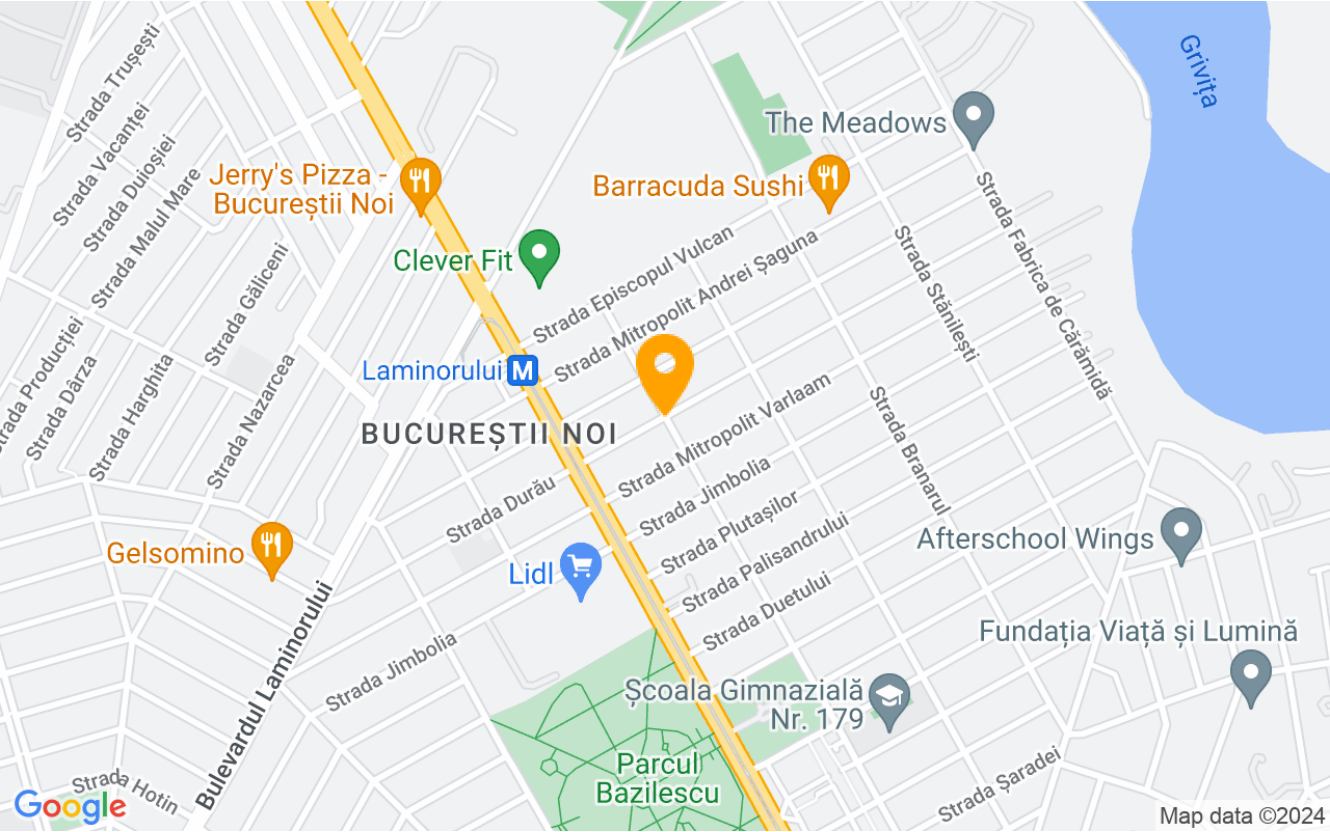 Strada Trușești
Grivița
Strada Vacanței
The Meadows
Strada Duioșiei
Jerry's Pizza -
Bucureștii Noi
Barracuda Sushi
Strada Malul Mare
Strada Fabrica de Cărămidă
Clever Fit
Strada Episcopul Vulcan
Strada Mitropolit Andrei Șaguna
Strada Stănilești
Strada Găliceni
Strada Producției
Strada Dârza
Strada Harghita
Strada Nazarcea
Laminorului M
BUCUREȘTII NOI
Strada Mitropolit Varlaam
Strada Branarul
Strada Durău
Strada Jimbolia
Strada Plutașilor
Strada Palisandrului
Afterschool Wings
Gelsomino
Lidl
Strada Duetului
Bulevardul Laminorului
Strada Jimbolia
Fundația Viață și Lumină
Școala Gimnazială
Nr. 179
Parcul
Bazilescu
Strada Șaradei
Strada Hotin
Google
Map data ©2024